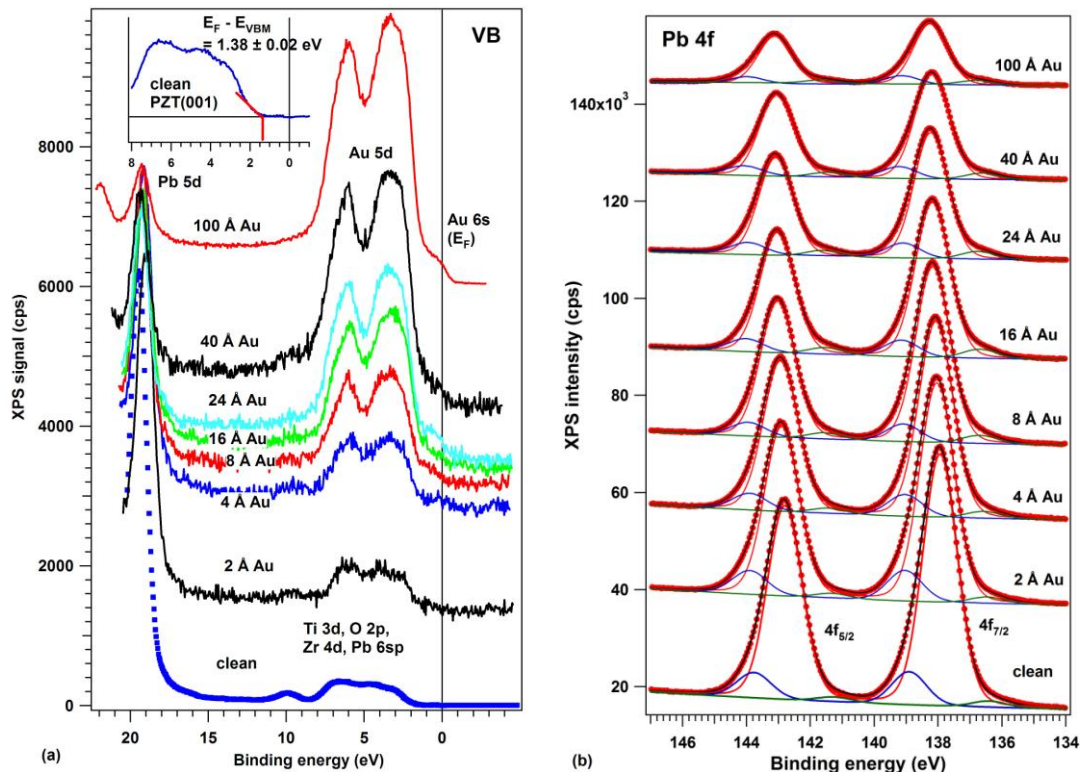 E_F - E_VBM
= 1.38 ± 0.02 eV
VB
clean
PZT(001)
8 6 4 2 0
Pb 5d
Au 5d
100 Å Au
Au 6s
(E_F)
40 Å Au
24 Å Au
16 Å Au
8 Å Au
4 Å Au
2 Å Au
Ti 3d, O 2p,
Zr 4d, Pb 6sp
clean
8000
6000
4000
2000
0
XPS signal (cps)
20 15 10 5 0
Binding energy (eV)
(a)
Pb 4f
100 Å Au
40 Å Au
24 Å Au
16 Å Au
8 Å Au
4 Å Au
2 Å Au
4f5/2
4f7/2
clean
140x10³
120
100
80
60
40
20
XPS intensity (cps)
146 144 142 140 138 136 134
Binding energy (eV)
(b)